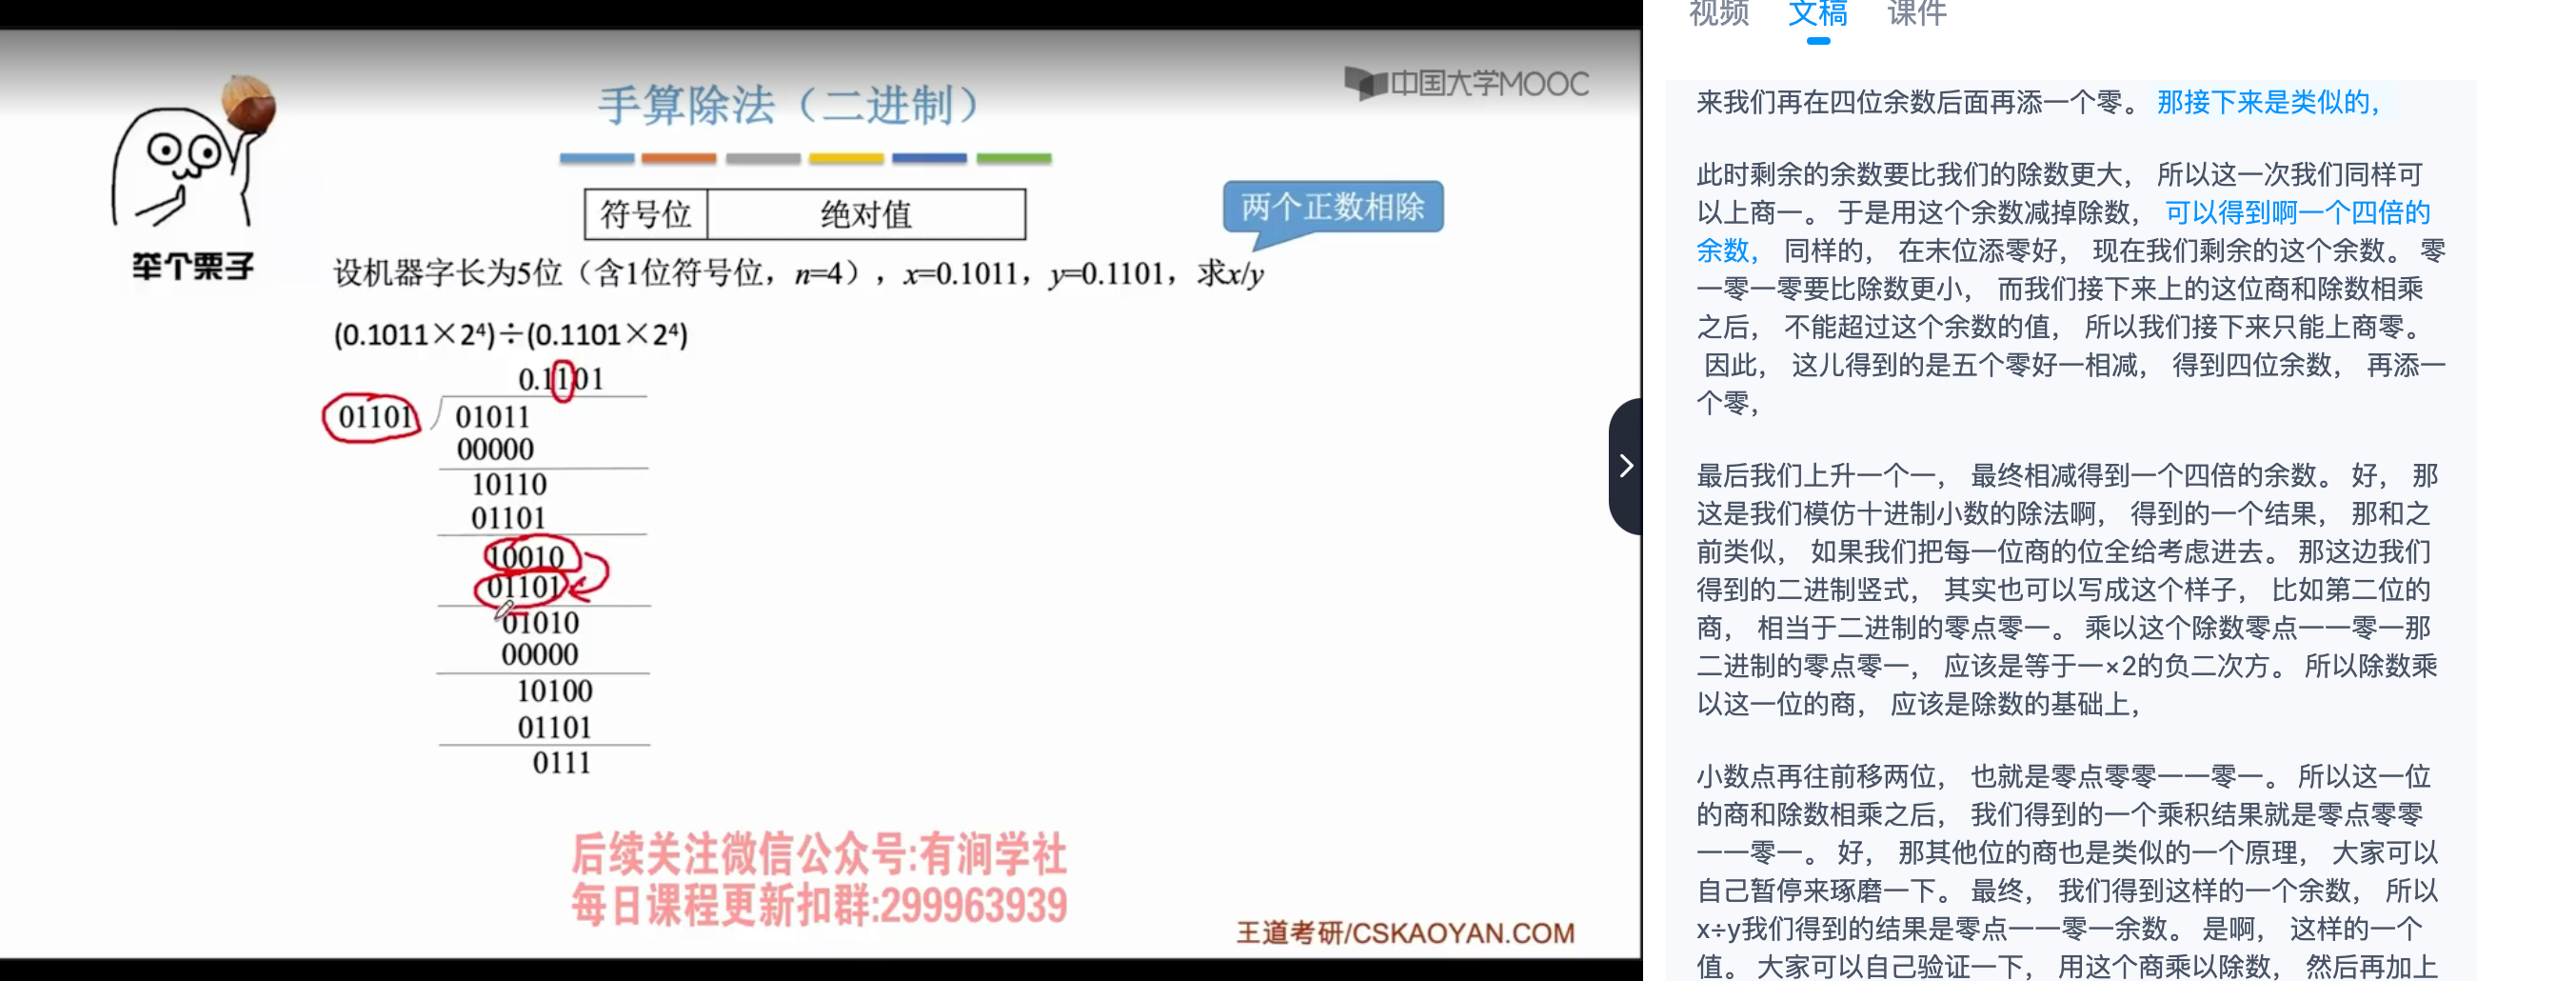 中国大学MOOC
手算除法（二进制）
符号位 绝对值
两个正数相除
举个栗子
设机器字长为5位（含1位符号位，n=4），x=0.1011，y=0.1101，求x/y
(0.1011×2⁴)÷(0.1101×2⁴)
0.1101
01101 01011
00000
10110
01101
10010
01101
01010
00000
10100
01101
0111
后续关注微信公众号:有涧学社
每日课程更新扣群:299963939
王道考研/CSKAOYAN.COM
视频 文稿 课件
来我们再在四位余数后面再添一个零。 那接下来是类似的，
此时剩余的余数要比我们的除数更大， 所以这一次我们同样可
以上商一。 于是用这个余数减掉除数， 可以得到啊一个四倍的
余数， 同样的， 在末位添零好， 现在我们剩余的这个余数。 零
一零一零要比除数更小， 而我们接下来上的这位商和除数相乘
之后， 不能超过这个余数的值， 所以我们接下来只能上商零。
因此， 这儿得到的是五个零好一相减， 得到四位余数， 再添一
个零，
最后我们上升一个一， 最终相减得到一个四倍的余数。 好， 那
这是我们模仿十进制小数的除法啊， 得到的一个结果， 那和之
前类似， 如果我们把每一位商的位全给考虑进去。 那这边我们
得到的二进制竖式， 其实也可以写成这个样子， 比如第二位的
商， 相当于二进制的零点零一。 乘以这个除数零点一一零一那
二进制的零点零一， 应该是等于一×2的负二次方。 所以除数乘
以这一位的商， 应该是除数的基础上，
小数点再往前移两位， 也就是零点零零一一零一。 所以这一位
的商和除数相乘之后， 我们得到的一个乘积结果就是零点零零
一一零一。 好， 那其他位的商也是类似的一个原理， 大家可以
自己暂停来琢磨一下。 最终， 我们得到这样的一个余数， 所以
x÷y我们得到的结果是零点一一零一余数。 是啊， 这样的一个
值。 大家可以自己验证一下， 用这个商乘以除数， 然后再加上